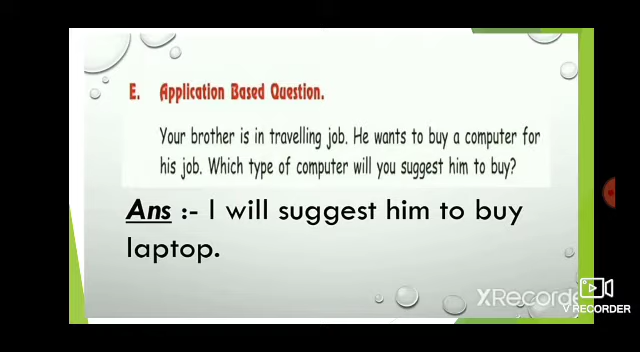 E. Application Based Question.
Your brother is in travelling job. He wants to buy a computer for
his job. Which type of computer will you suggest him to buy?
Ans :- I will suggest him to buy
laptop.
XRecorde
V RECORDER